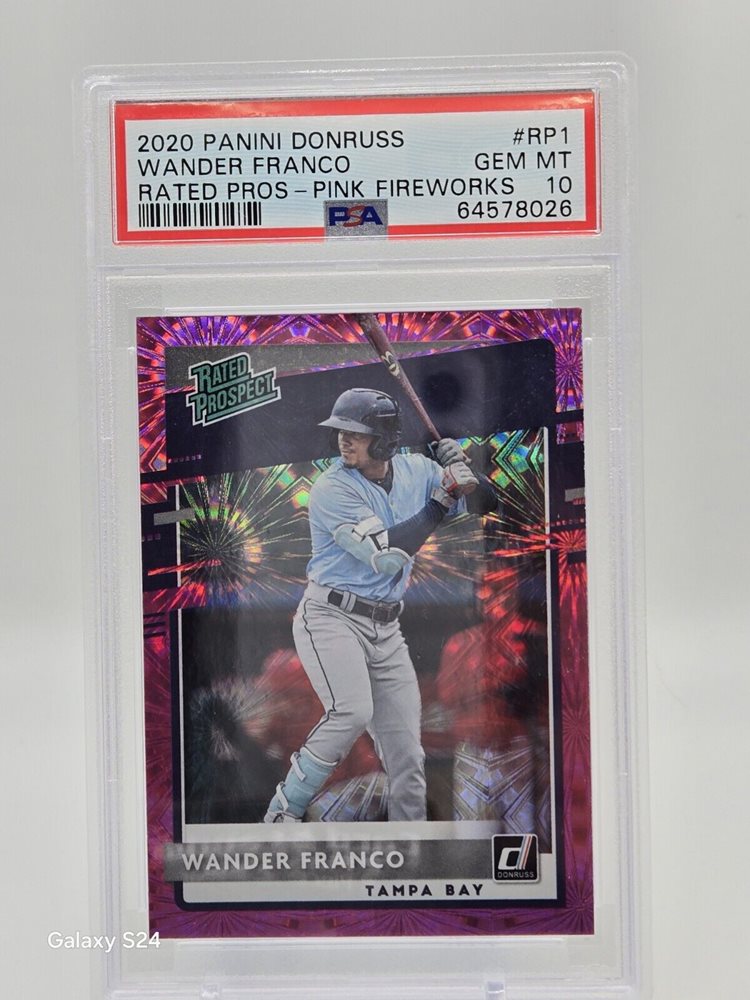 2020 PANINI DONRUSS #RP1
WANDER FRANCO GEM MT
RATED PROS - PINK FIREWORKS 10
PSA 64578026
RATED
PROSPECT
WANDER FRANCO
d
DONRUSS
TAMPA BAY
Galaxy S24